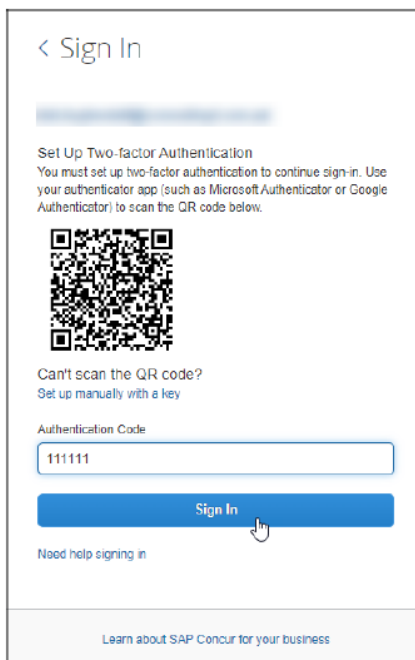 < Sign In
Set Up Two-factor Authentication
You must set up two-factor authentication to continue sign-in. Use
your authenticator app (such as Microsoft Authenticator or Google
Authenticator) to scan the QR code below.
Can't scan the QR code?
Set up manually with a key
Authentication Code
111111
Sign In
Need help signing in
Learn about SAP Concur for your business